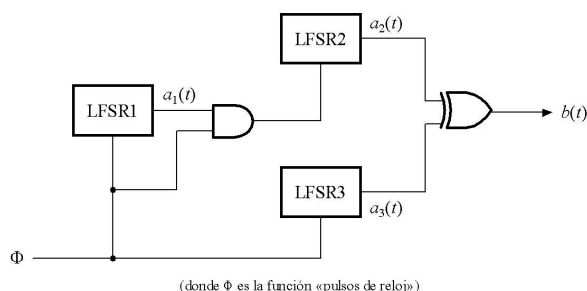 LFSR2
a₂(t)
LFSR1
a₁(t)
b(t)
LFSR3
a₃(t)
Φ
(donde Φ es la función «pulsos de reloj»)